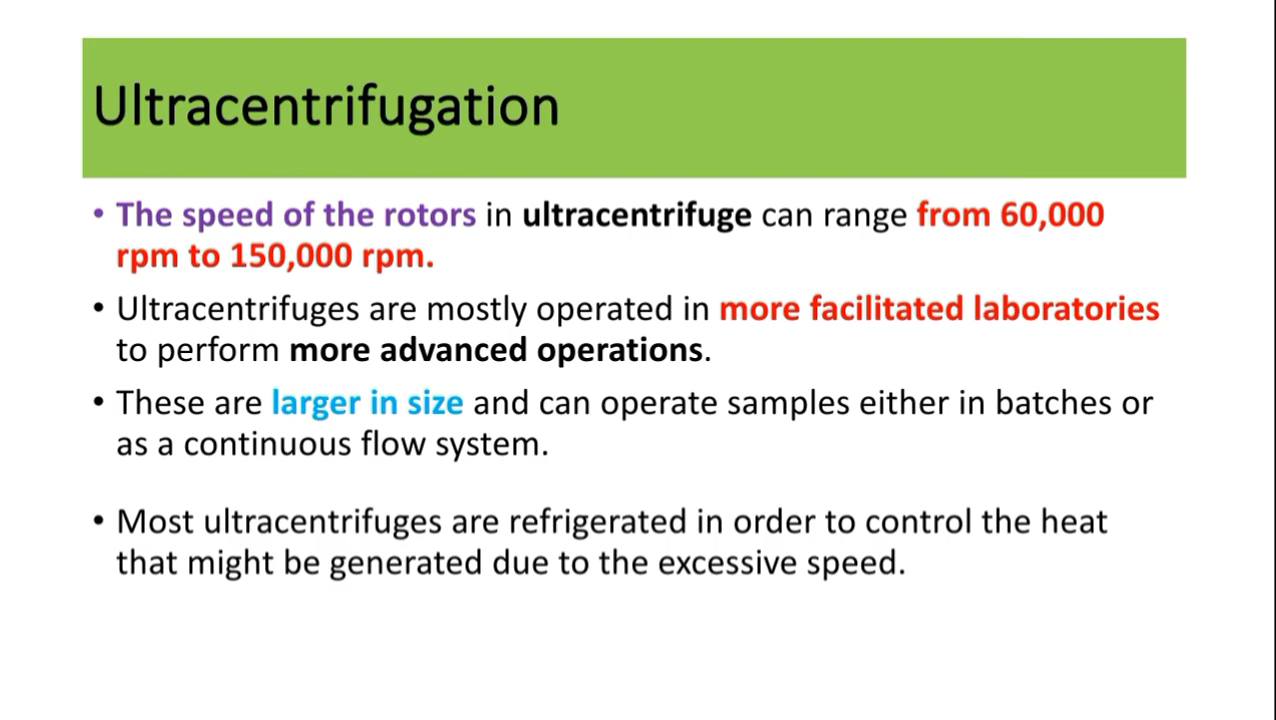 Ultracentrifugation
• The speed of the rotors in ultracentrifuge can range from 60,000
rpm to 150,000 rpm.
• Ultracentrifuges are mostly operated in more facilitated laboratories
to perform more advanced operations.
• These are larger in size and can operate samples either in batches or
as a continuous flow system.
• Most ultracentrifuges are refrigerated in order to control the heat
that might be generated due to the excessive speed.